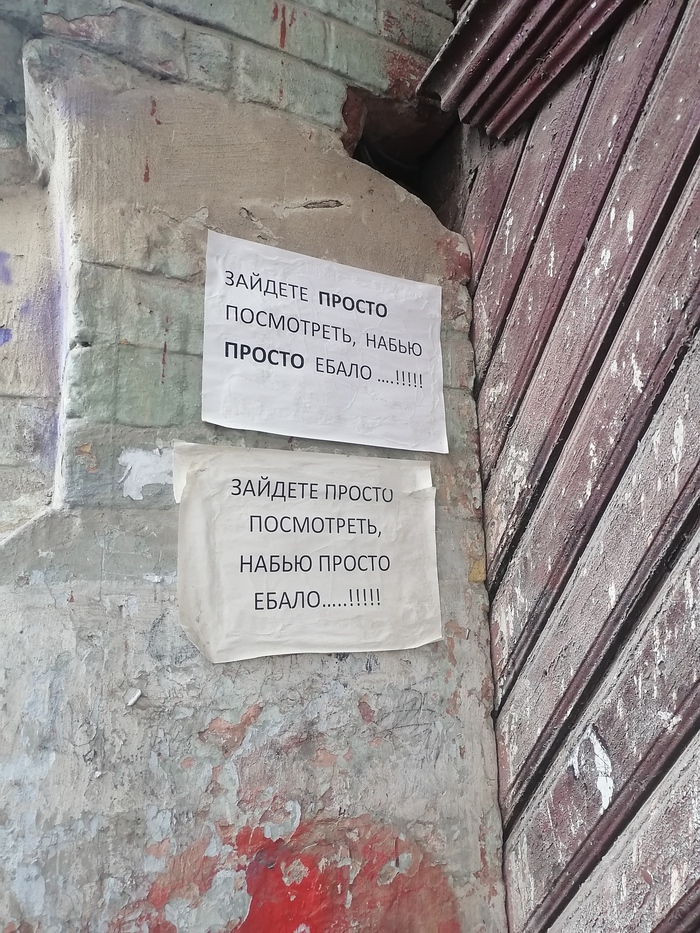 ЗАЙДЕТЕ ПРОСТО
ПОСМОТРЕТЬ, НАБЬЮ
ПРОСТО ЕБАЛО ....!!!!!
ЗАЙДЕТЕ ПРОСТО
ПОСМОТРЕТЬ,
НАБЬЮ ПРОСТО
ЕБАЛО.....!!!!!